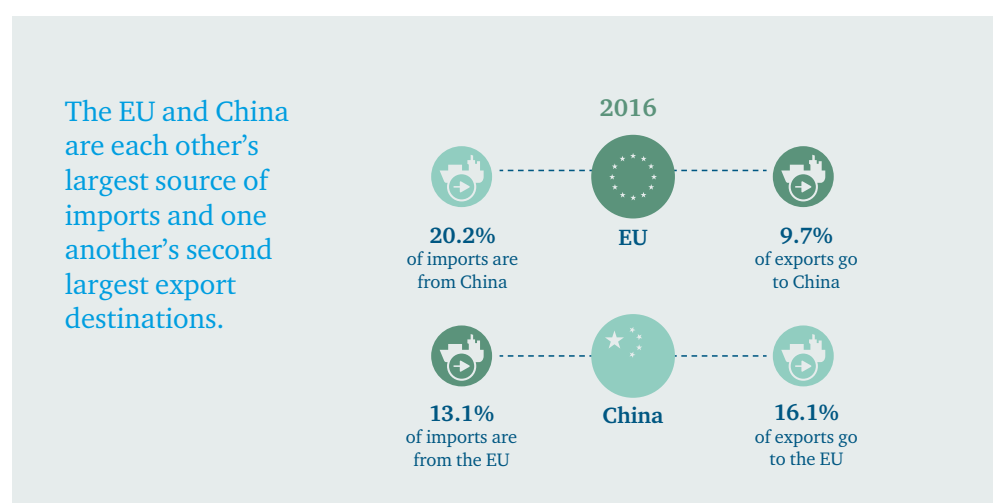 The EU and China
are each other's
largest source of
imports and one
another's second
largest export
destinations.
2016
20.2%
of imports are
from China
EU
9.7%
of exports go
to China
13.1%
of imports are
from the EU
China
16.1%
of exports go
to the EU